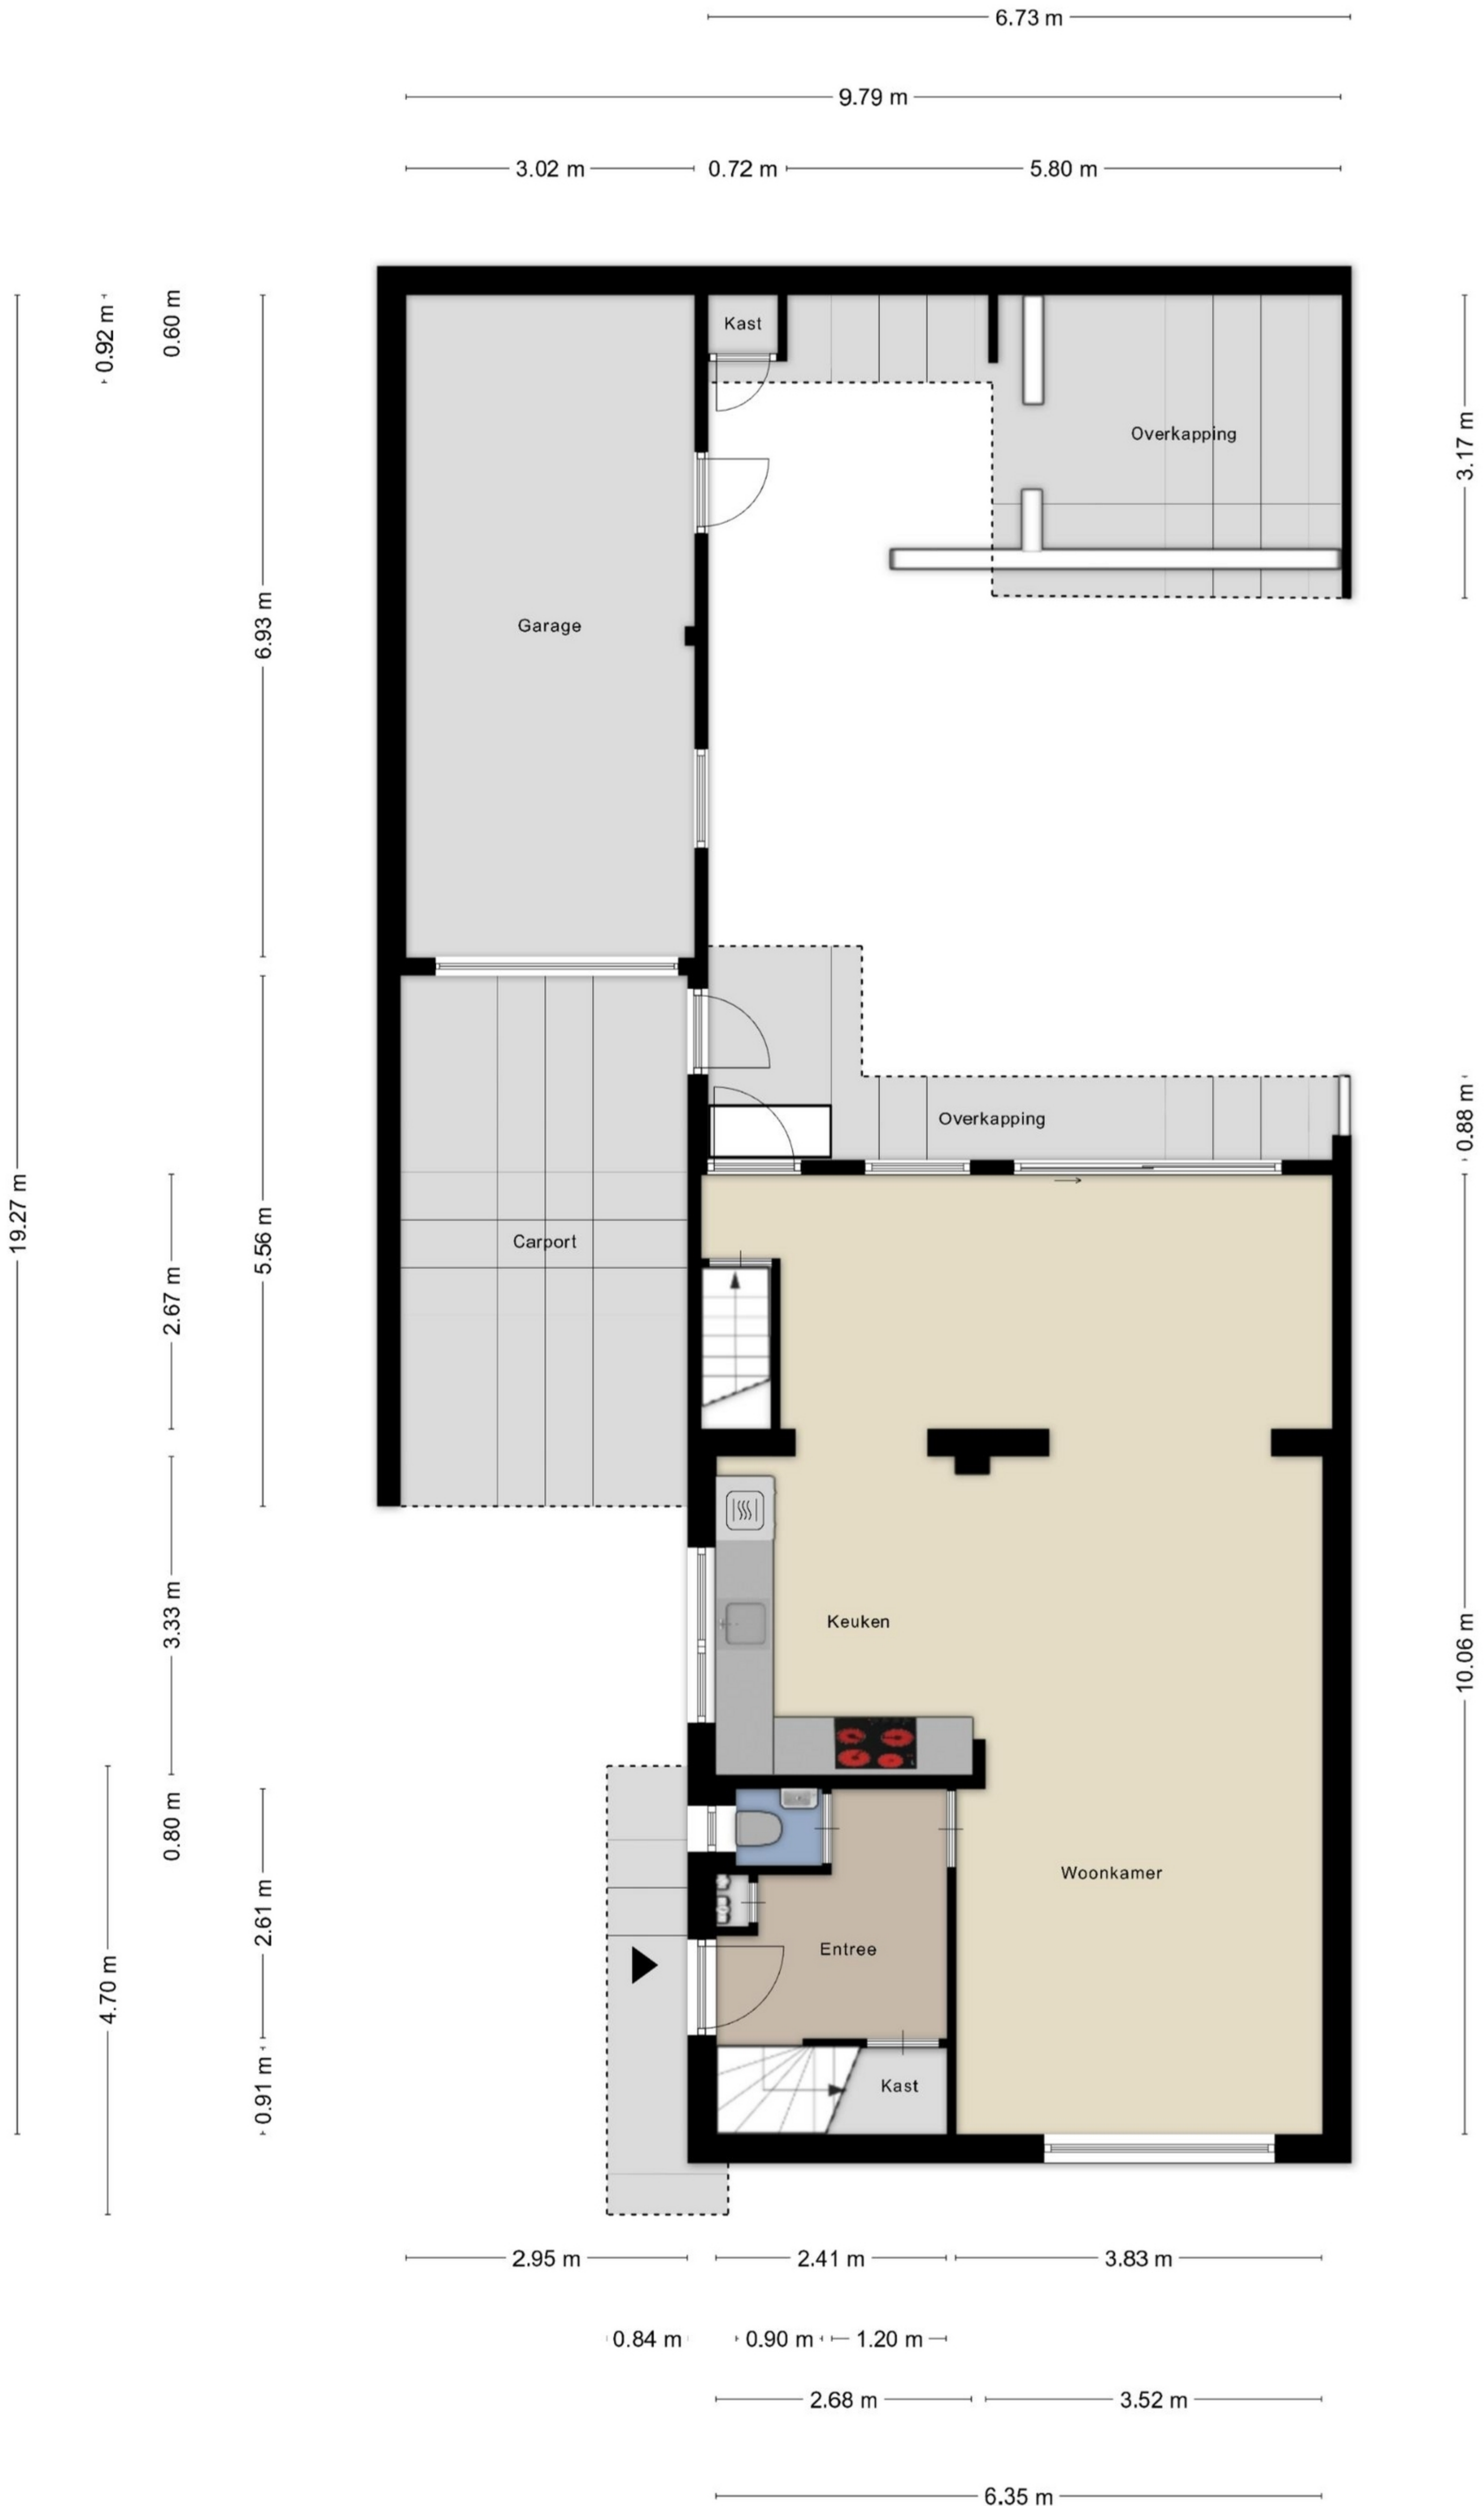 6.73 m
9.79 m
3.02 m 0.72 m 5.80 m
0.92 m
0.60 m
Kast
Overkapping
3.17 m
Garage
6.93 m
Overkapping
0.88 m
19.27 m
5.56 m
Carport
2.67 m
3.33 m
Keuken
10.06 m
0.80 m
Woonkamer
2.61 m
Entree
4.70 m
0.91 m
Kast
2.95 m 2.41 m 3.83 m
0.84 m 0.90 m 1.20 m
2.68 m 3.52 m
6.35 m